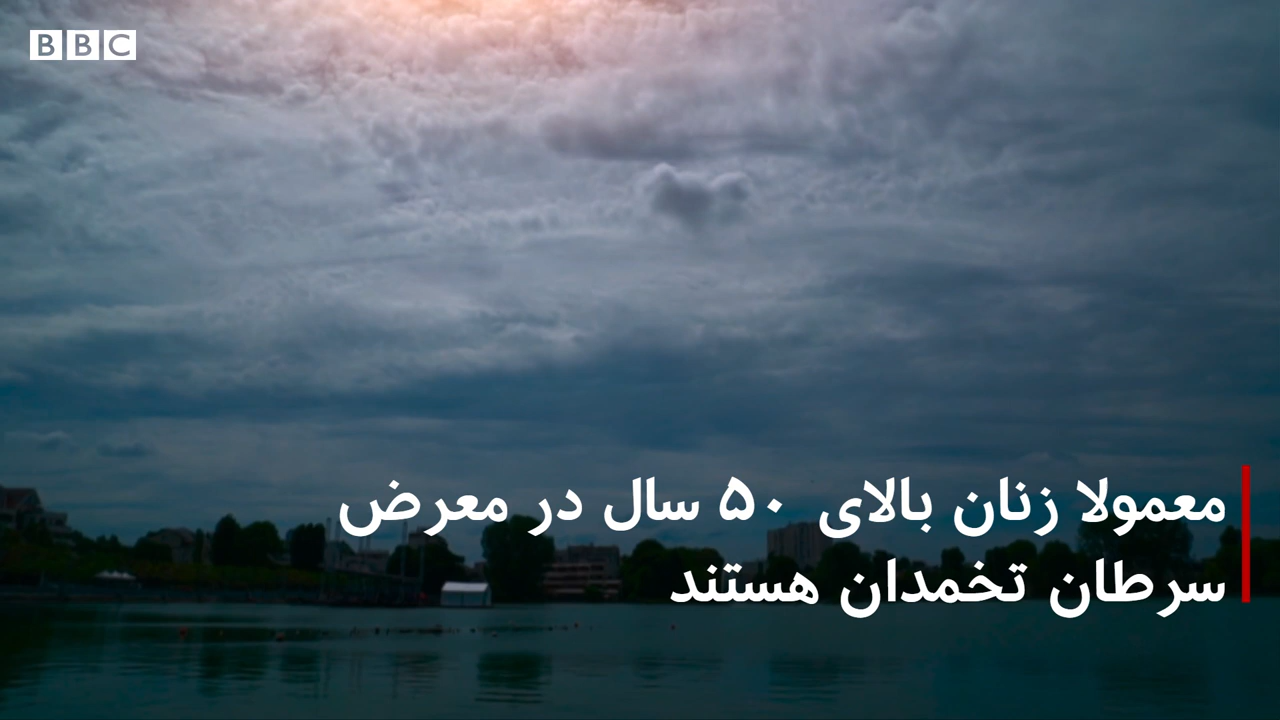 BBC
معمولا زنان بالای ۵۰ سال در معرض
سرطان تخمدان هستند